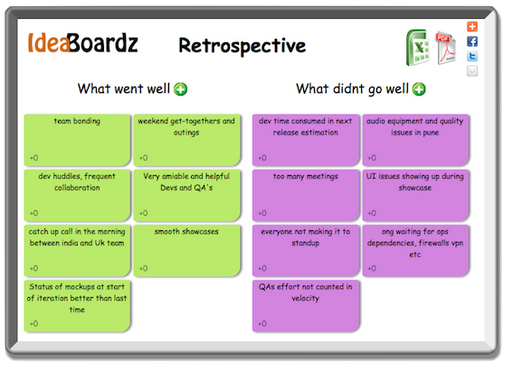 IdeaBoardz
Retrospective
PDF
What went well
What didnt go well
team bonding
+0
weekend get-togethers and
outings
+0
dev time consumed in next
release estimation
+0
audio equipment and quality
issues in pune
+0
dev huddles, frequent
collaboration
+0
Very amiable and helpful
Devs and QA's
+0
too many meetings
+0
UI issues showing up during
showcase
+0
catch up call in the morning
between india and Uk team
+0
smooth showcases
+0
everyone not making it to
standup
+0
ong waiting for ops
dependencies, firewalls vpn
etc
+0
Status of mockups at start
of iteration better than last
time
+0
QAs effort not counted in
velocity
+0